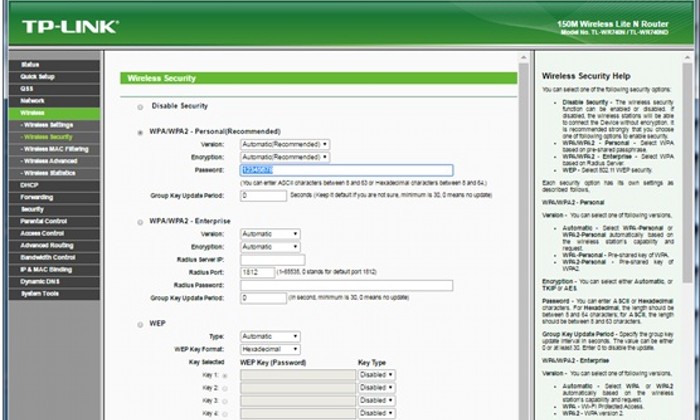 TP-LINK
150M Wireless Lite N Router
Model No. TL-WR740N / TL-WR740ND
Status
Quick Setup
QSS
Network
Wireless
- Wireless Settings
- Wireless Security
- Wireless MAC Filtering
- Wireless Advanced
- Wireless Statistics
DHCP
Forwarding
Security
Parental Control
Access Control
Advanced Routing
Bandwidth Control
IP & MAC Binding
Dynamic DNS
System Tools
Wireless Security
Disable Security
WPA/WPA2 - Personal(Recommended)
Version: Automatic(Recommended)
Encryption: Automatic(Recommended)
Password: 12345678
(You can enter ASCII characters between 8 and 63 or Hexadecimal characters between 8 and 64.)
Group Key Update Period: 0 Seconds (Keep it default if you are not sure, minimum is 30, 0 means no update)
WPA/WPA2 - Enterprise
Version: Automatic
Encryption: Automatic
Radius Server IP:
Radius Port: 1812 (1-65535, 0 stands for default port 1812)
Radius Password:
Group Key Update Period: 0 (in second, minimum is 30, 0 means no update)
WEP
Type: Automatic
WEP Key Format: Hexadecimal
Key Selected WEP Key (Password) Key Type
Key 1: Disabled
Key 2: Disabled
Key 3: Disabled
Key 4: Disabled
Wireless Security Help
You can select one of the following security options:
• Disable Security - The wireless security
function can be enabled or disabled. If
disabled, the wireless stations will be able
to connect the Device without encryption. It is
recommended strongly that you choose
one of following options to enable security.
• WPA/WPA2 - Personal - Select WPA
based on pre-shared passphrase.
• WPA/WPA2 - Enterprise - Select WPA
based on Radius Server.
• WEP - Select 802.11 WEP security.
Each security option has its own settings as
described follows,
WPA/WPA2 - Personal
Version - You can select one of following versions,
• Automatic - Select WPA-Personal or
WPA2-Personal automatically based on
the wireless station's capability and
request.
• WPA-Personal - Pre-shared key of WPA.
• WPA2-Personal - Pre-shared key of
WPA2.
Encryption - You can select either Automatic, or
TKIP or AES
Password - You can enter ASCII or Hexadecimal
characters. For Hexadecimal, the length should be
between 8 and 64 characters; for ASCII, the length
should be between 8 and 63 characters.
Group Key Update Period - Specify the group key
update interval in seconds. The value can be either
0 or at least 30. Enter 0 to disable the update.
WPA/WPA2 - Enterprise
Version - You can select one of following versions,
• Automatic - Select WPA or WPA2
automatically based on the wireless
station's capability and request.
• WPA - Wi-Fi Protected Access.
• WPA2 - WPA version 2.